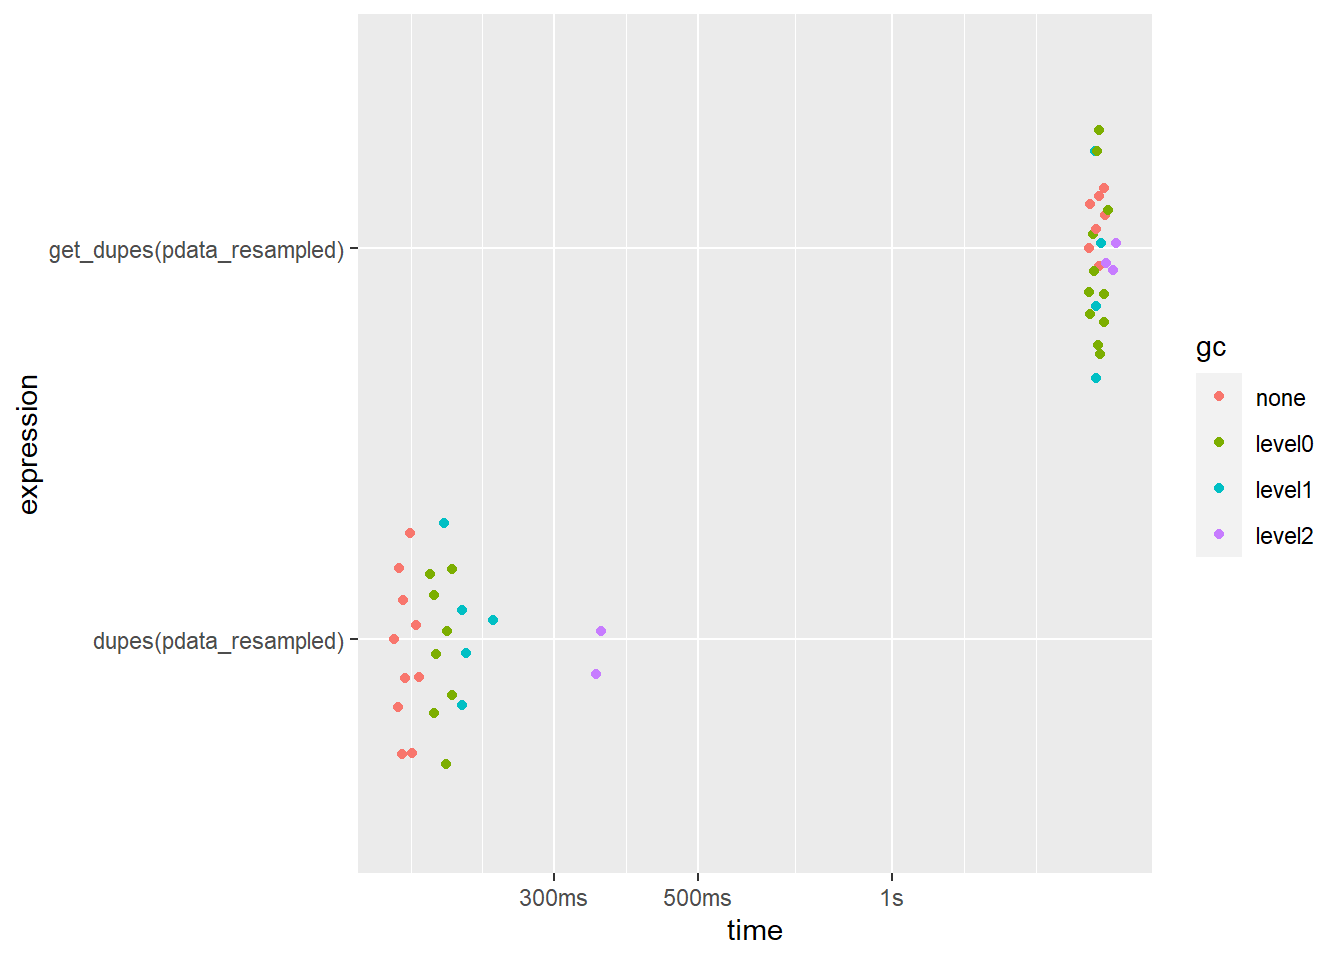 get_dupes(pdata_resampled)
dupes(pdata_resampled)
expression
300ms
500ms
1s
time
gc
none
level0
level1
level2